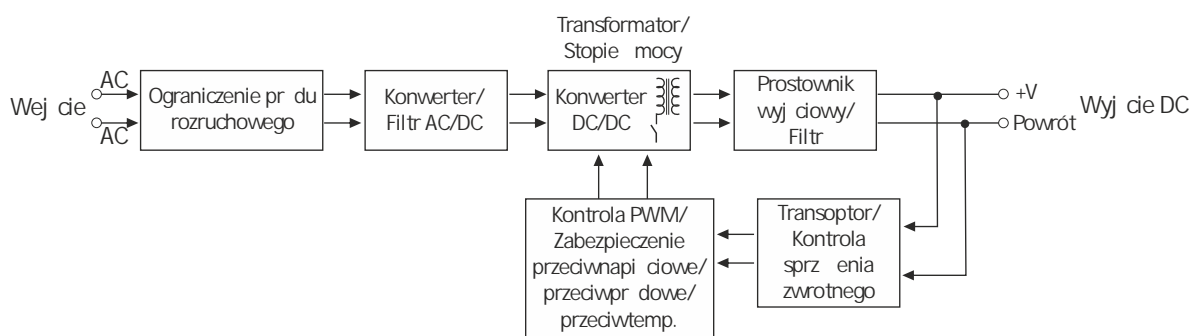 Transformator/
Stopie mocy
Wej cie
AC
AC
Ograniczenie pr du
rozruchowego
Konwerter/
Filtr AC/DC
Konwerter
DC/DC
Prostownik
wyj ciowy/
Filtr
+V
Powrót
Wyj cie DC
Kontrola PWM/
Zabezpieczenie
przeciwnapi ciowe/
przeciwpr dowe/
przeciwtemp.
Transoptor/
Kontrola
sprz enia
zwrotnego